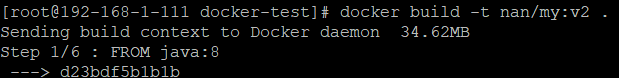 [root@192-168-1-111 docker-test]# docker build -t nan/my:v2 .
Sending build context to Docker daemon  34.62MB
Step 1/6 : FROM java:8
 ---> d23bdf5b1b1b